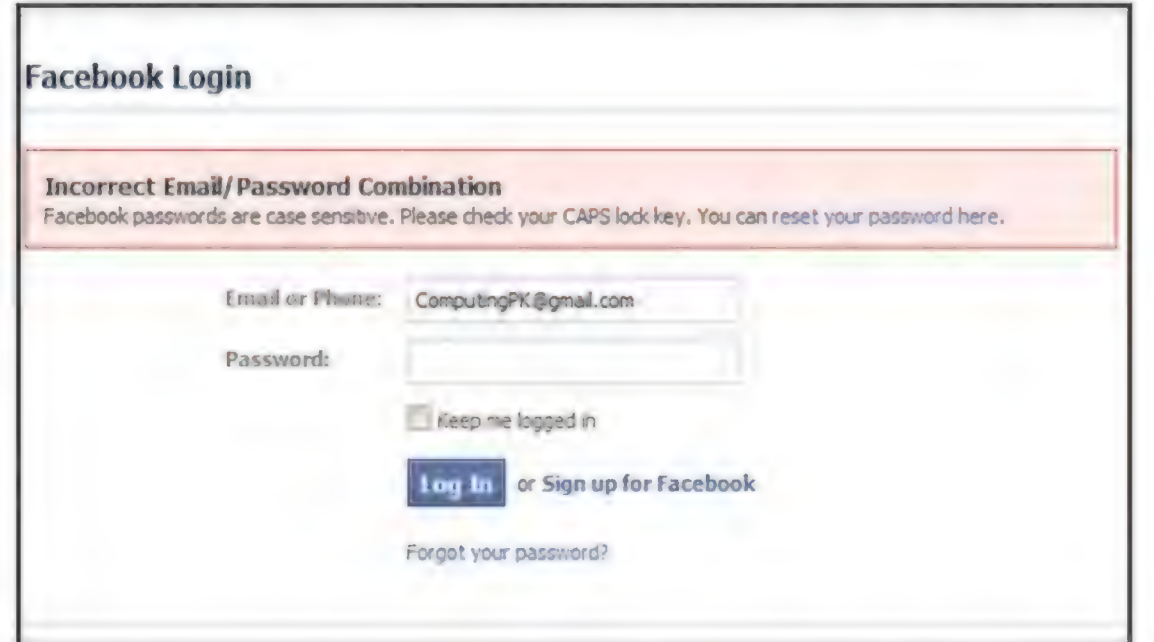 Facebook Login
Incorrect Email/Password Combination
Facebook passwords are case sensitive. Please check your CAPS lock key. You can reset your password here.
Email or Phone: ComputingPK@gmail.com
Password:
Keep me logged in
Log In or Sign up for Facebook
Forgot your password?